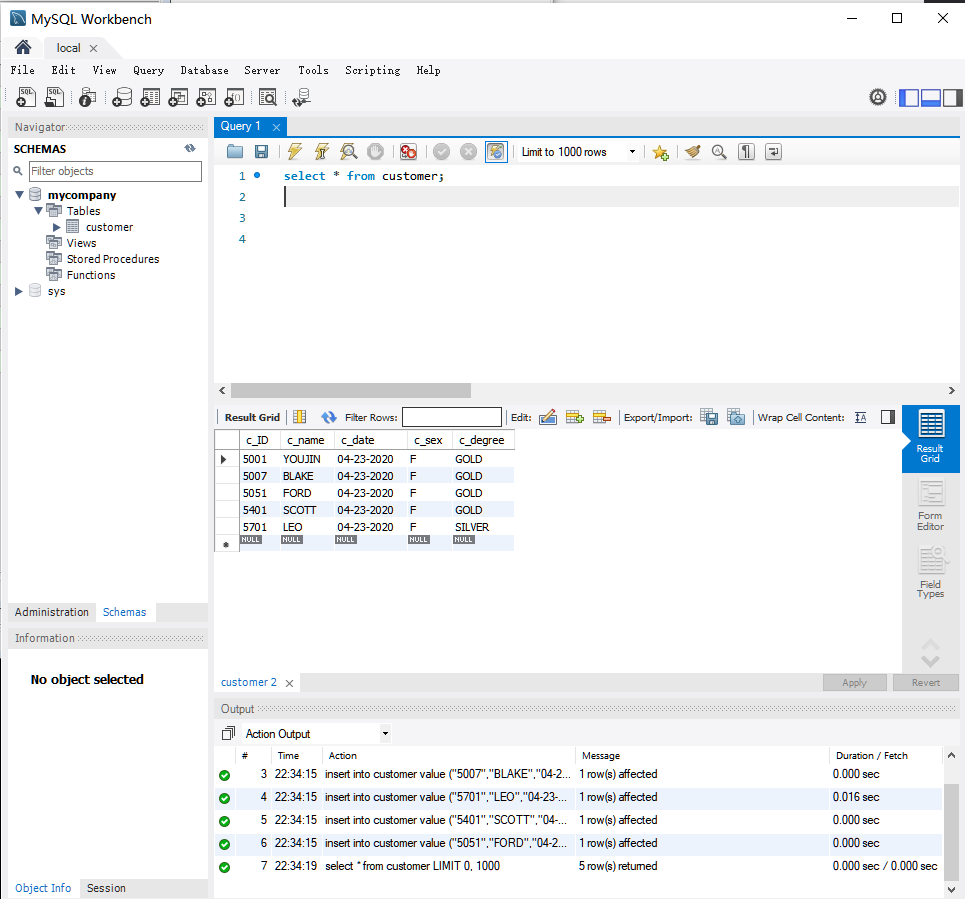 MySQL Workbench
local
File Edit View Query Database Server Tools Scripting Help
Navigator
SCHEMAS
Filter objects
mycompany
Tables
customer
Views
Stored Procedures
Functions
sys
Administration Schemas
Information
No object selected
Object Info Session
Query 1
Limit to 1000 rows
1 select * from customer;
2
3
4
Result Grid Filter Rows: Edit: Export/Import: Wrap Cell Content:
c_ID c_name c_date c_sex c_degree
5001 YOUJIN 04-23-2020 F GOLD
5007 BLAKE 04-23-2020 F GOLD
5051 FORD 04-23-2020 F GOLD
5401 SCOTT 04-23-2020 F GOLD
5701 LEO 04-23-2020 F SILVER
NULL NULL NULL NULL NULL
Result
Grid
Form
Editor
Field
Types
customer 2
Apply Revert
Output
Action Output
# Time Action Message Duration / Fetch
3 22:34:15 insert into customer value ("5007","BLAKE","04-2... 1 row(s) affected 0.000 sec
4 22:34:15 insert into customer value ("5701","LEO","04-23-... 1 row(s) affected 0.016 sec
5 22:34:15 insert into customer value ("5401","SCOTT","04-... 1 row(s) affected 0.000 sec
6 22:34:15 insert into customer value ("5051","FORD","04-2... 1 row(s) affected 0.000 sec
7 22:34:19 select * from customer LIMIT 0, 1000 5 row(s) returned 0.000 sec / 0.000 sec